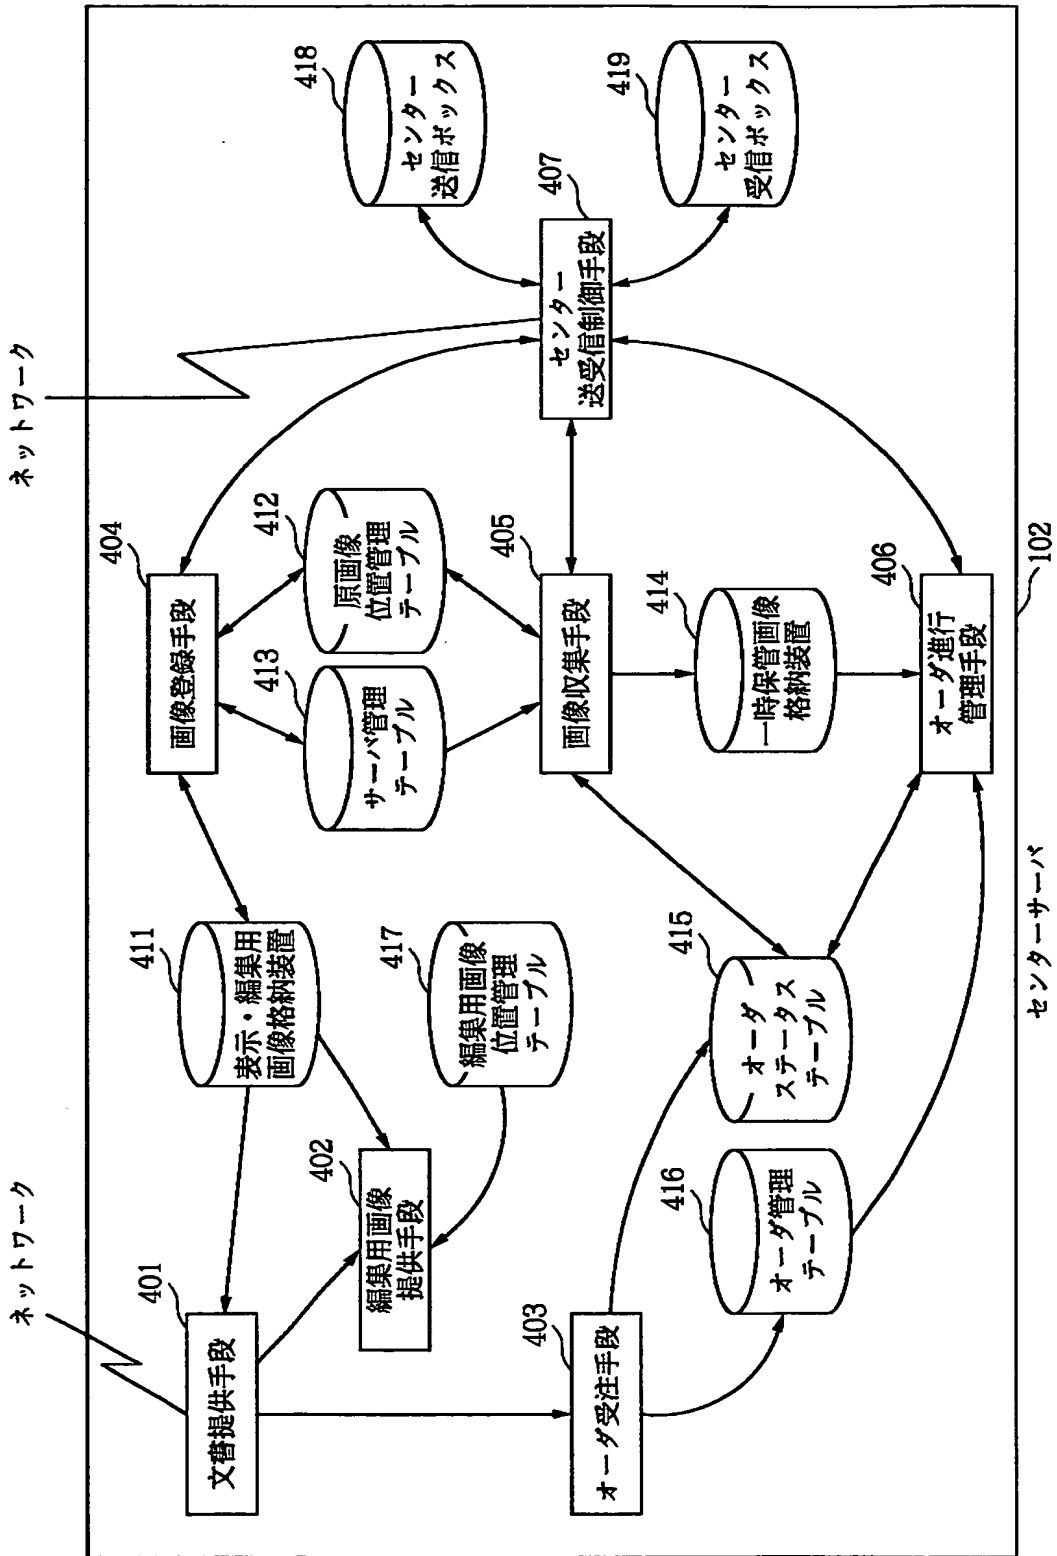 ネットワーク
ネットワーク
401
文書提供手段
411
表示・編集用
画像格納装置
404
画像登録手段
402
編集用画像
提供手段
417
編集用画像
位置管理
テーブル
413
サーバ管理
テーブル
412
原画像
位置管理
テーブル
418
センター
送信ボックス
403
オーダ受注手段
405
画像収集手段
407
センター
送受信制御手段
419
センター
受信ボックス
416
オーダ管理
テーブル
415
オーダ
ステータス
テーブル
414
一時保管画像
格納装置
406
オーダ進行
管理手段
102
センターサーバ